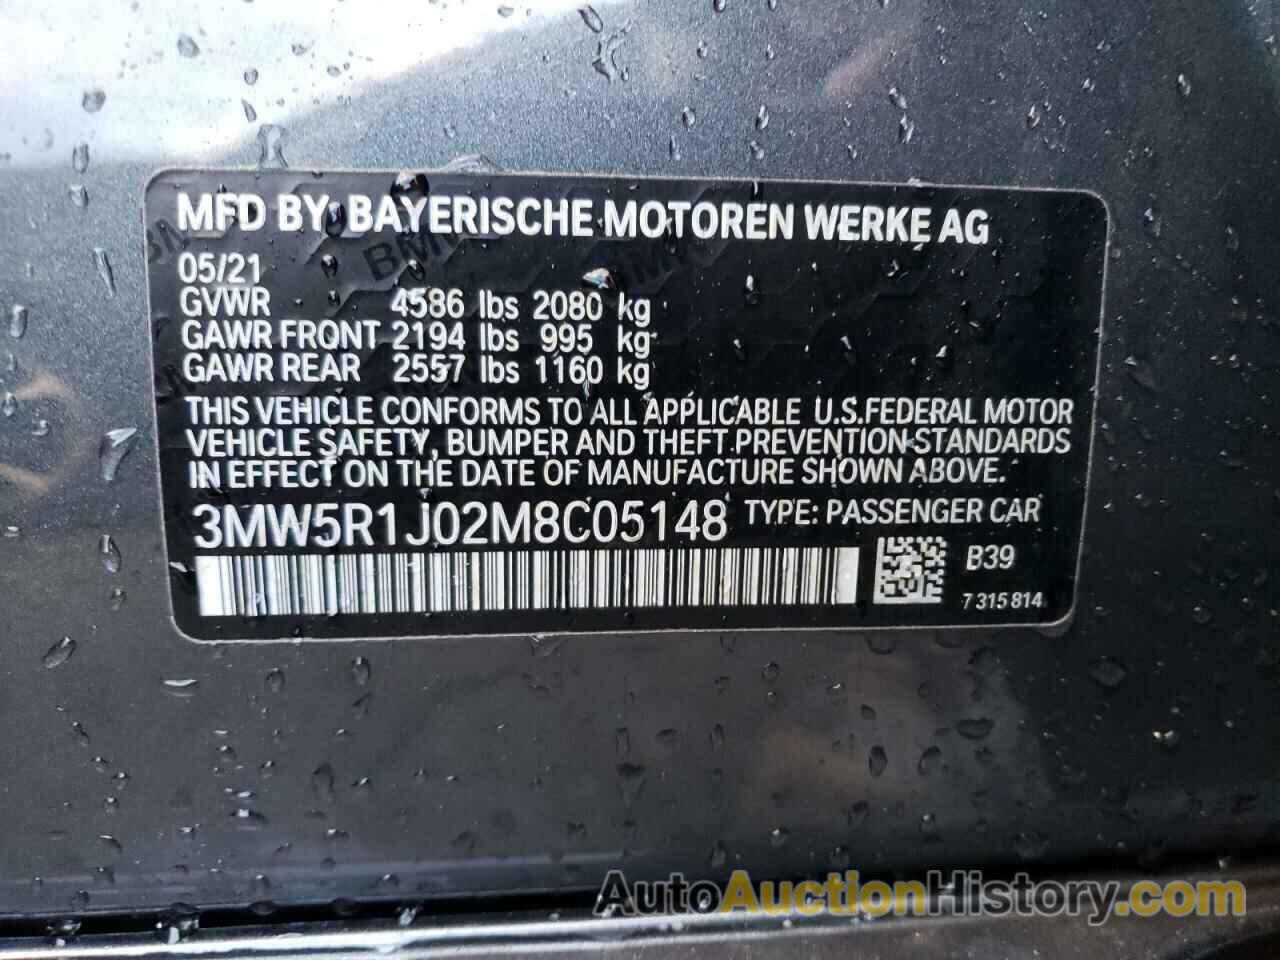 MFD BY BAYERISCHE MOTOREN WERKE AG
05/21
GVWR 4586 lbs 2080 kg
GAWR FRONT 2194 lbs 995 kg
GAWR REAR 2557 lbs 1160 kg
THIS VEHICLE CONFORMS TO ALL APPLICABLE U.S.FEDERAL MOTOR
VEHICLE SAFETY, BUMPER AND THEFT PREVENTION STANDARDS
IN EFFECT ON THE DATE OF MANUFACTURE SHOWN ABOVE.
3MW5R1J02M8C05148 TYPE: PASSENGER CAR
B39
7 315 814
AutoAuctionHistory.com